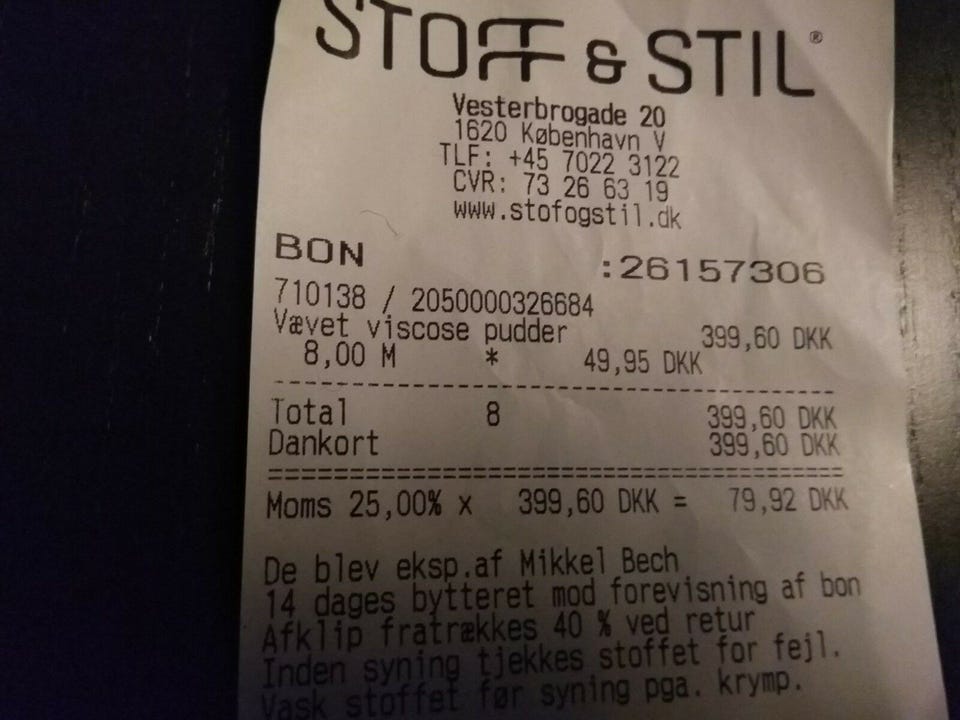 STOFF & STIL®
Vesterbrogade 20
1620 København V
TLF: +45 7022 3122
CVR: 73 26 63 19
www.stofogstil.dk
BON :26157306
710138 / 2050000326684
Vævet viscose pudder 399,60 DKK
8,00 M * 49,95 DKK
Total 8 399,60 DKK
Dankort 399,60 DKK
Moms 25,00% x 399,60 DKK = 79,92 DKK
De blev eksp.af Mikkel Bech
14 dages bytteret mod forevisning af bon
Afklip fratrækkes 40 % ved retur
Inden syning tjekkes stoffet for fejl.
Vask stoffet før syning pga. krymp.